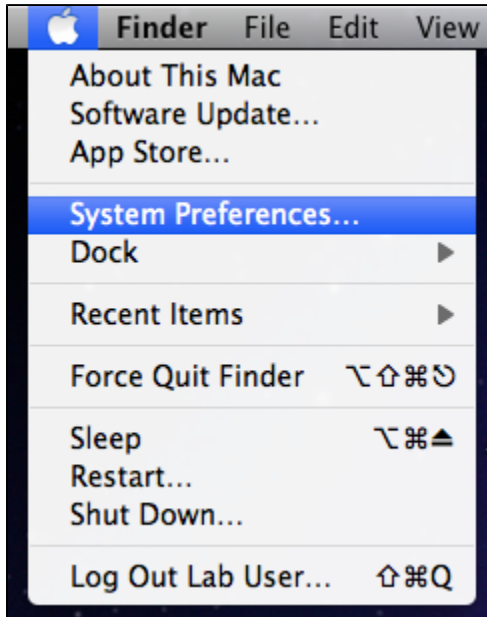 Finder File Edit View
About This Mac
Software Update...
App Store...
System Preferences...
Dock ▶
Recent Items ▶
Force Quit Finder ⌥⇧⌘⎋
Sleep ⌥⌘⏏
Restart...
Shut Down...
Log Out Lab User... ⇧⌘Q